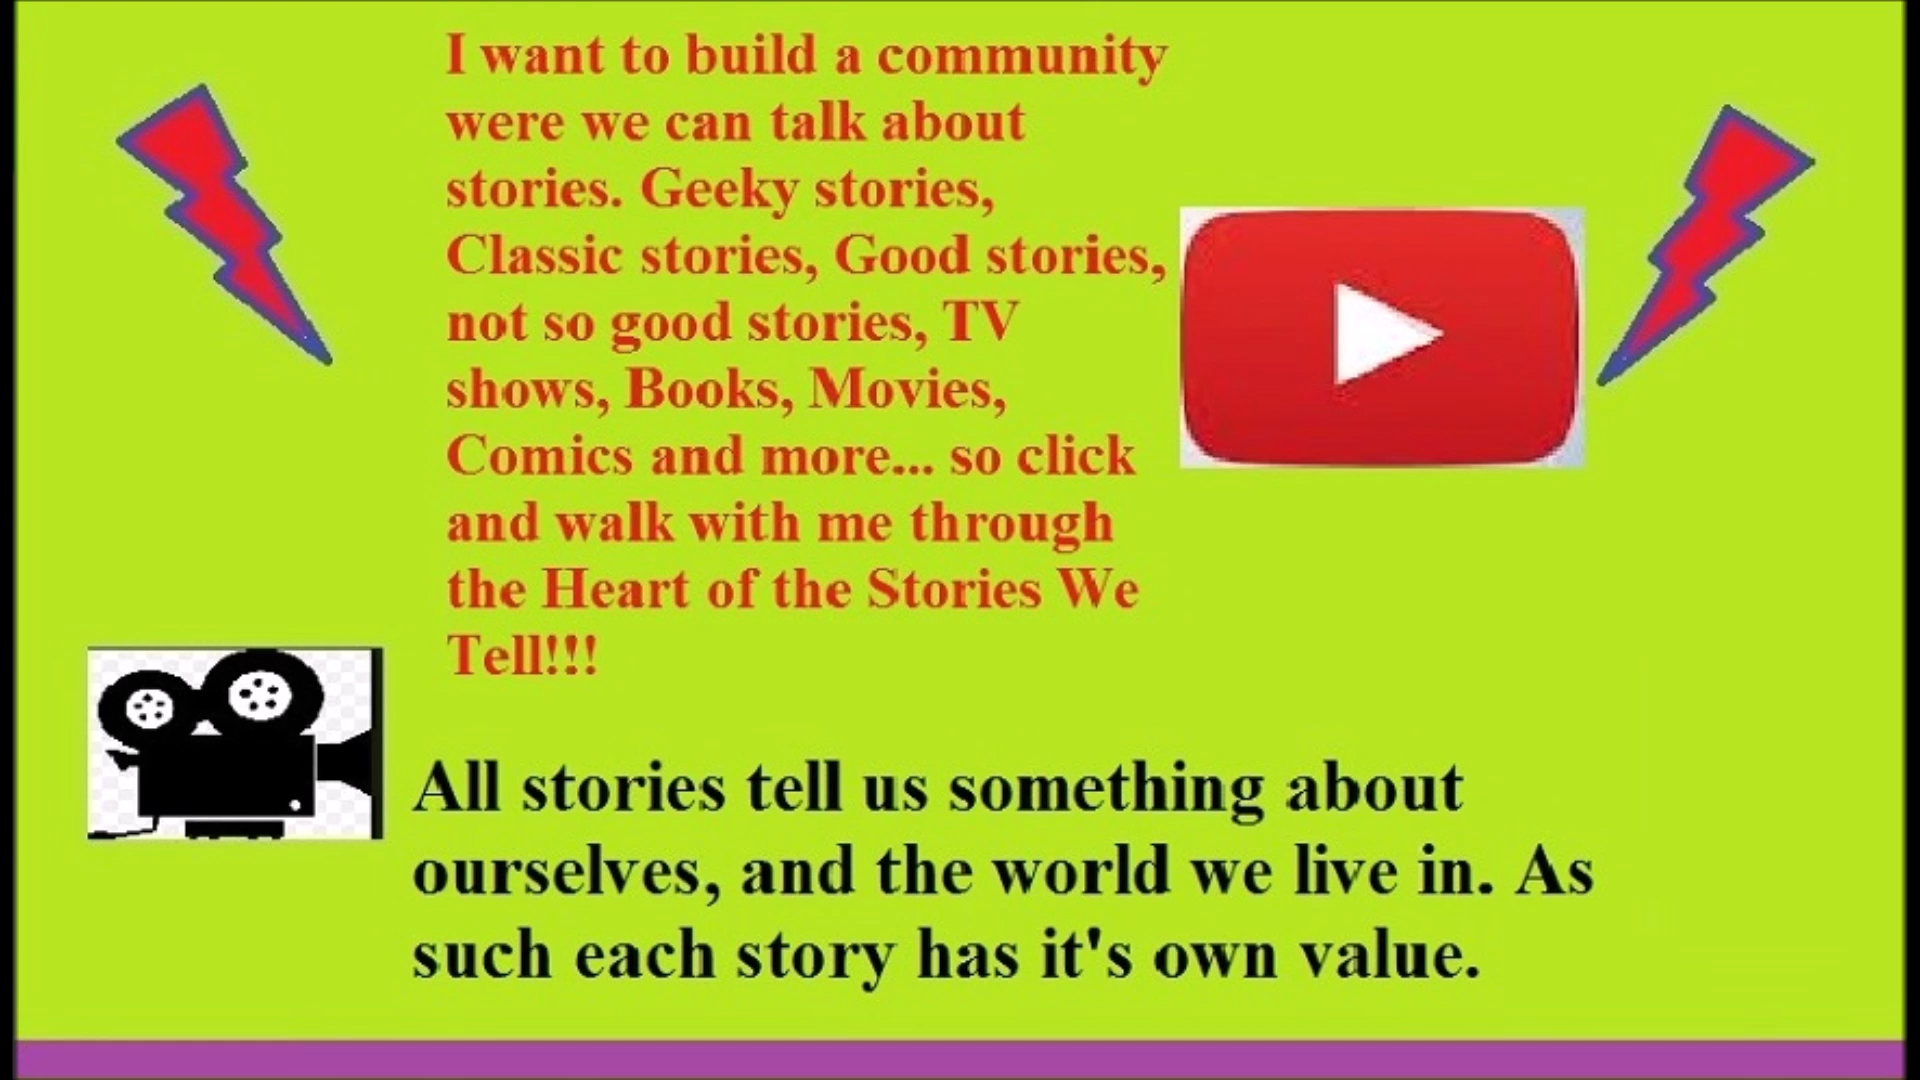 I want to build a community
were we can talk about
stories. Geeky stories,
Classic stories, Good stories,
not so good stories, TV
shows, Books, Movies,
Comics and more... so click
and walk with me through
the Heart of the Stories We
Tell!!!
All stories tell us something about
ourselves, and the world we live in. As
such each story has it's own value.